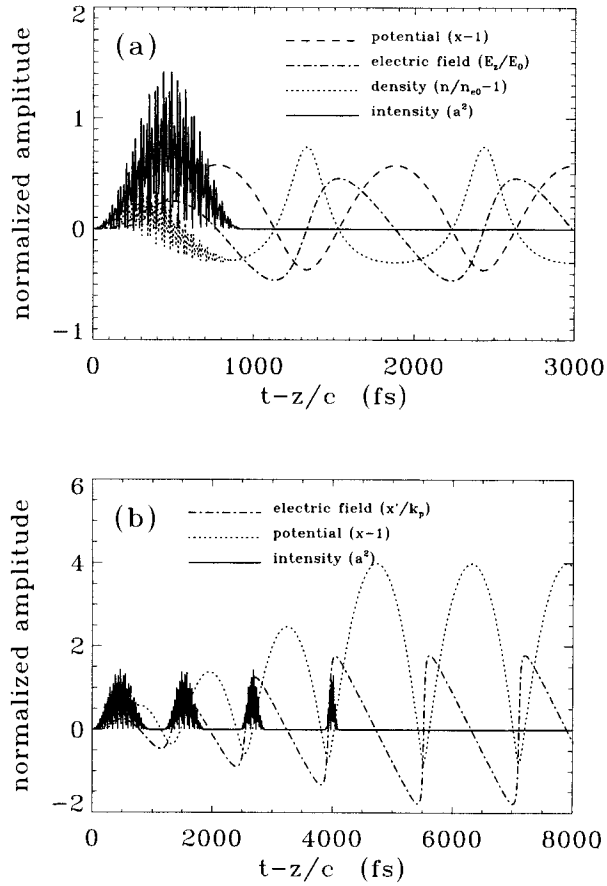 (a)
potential (x-1)
electric field (E_z/E_0)
density (n/n_e0-1)
intensity (a²)
normalized amplitude
2
1
0
-1
0
1000
2000
3000
t-z/c (fs)
(b)
electric field (x'/k_p)
potential (x-1)
intensity (a²)
normalized amplitude
6
4
2
0
-2
0
2000
4000
6000
8000
t-z/c (fs)